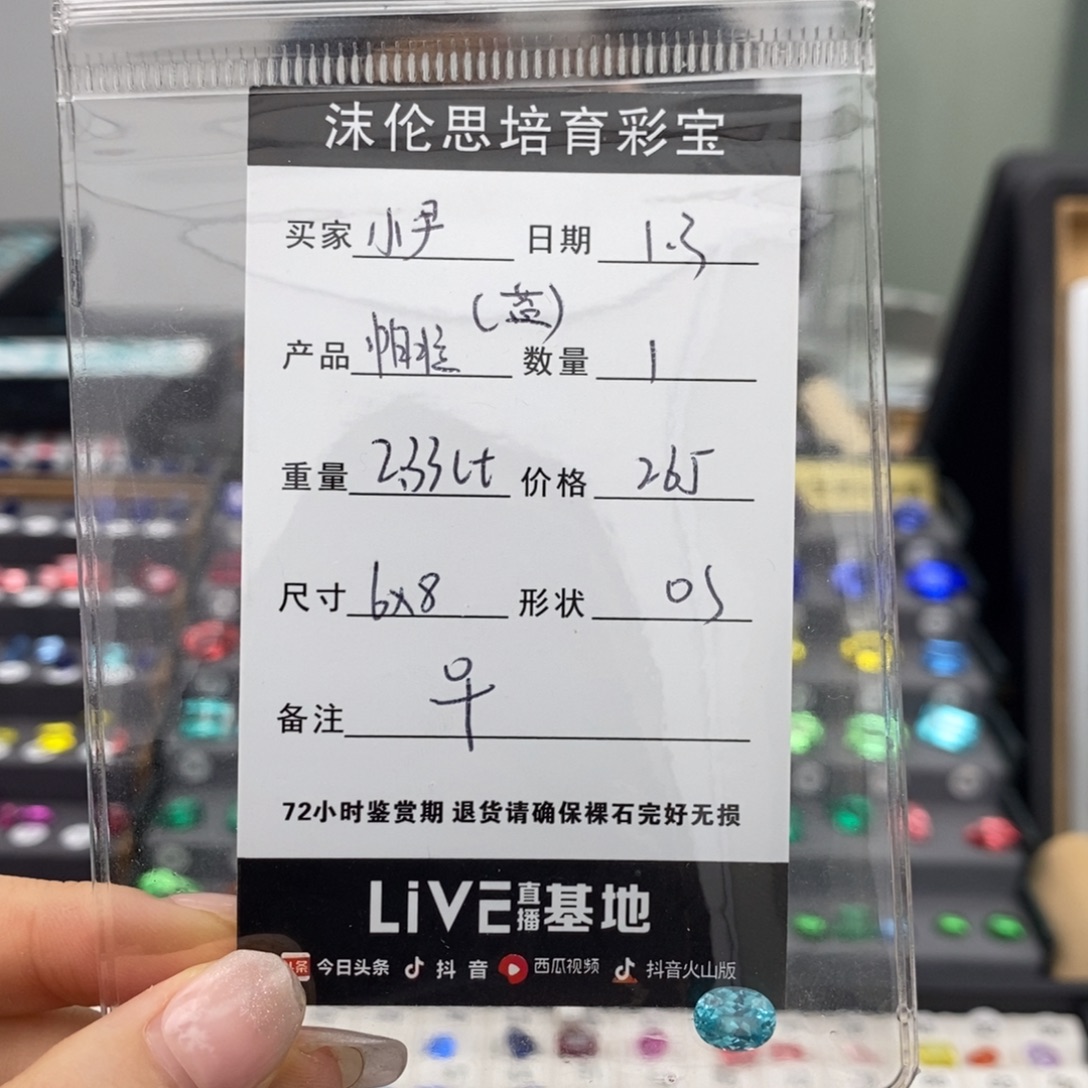 沫伦思培育彩宝
买家 小尹 日期 1.3
(蓝)
产品 帕拉 数量 1
重量 2.33ct 价格 265
尺寸 6x8 形状 OS
备注 早
72小时鉴赏期 退货请确保裸石完好无损
LiVE直播基地
头条 今日头条 抖音 西瓜视频 抖音火山版